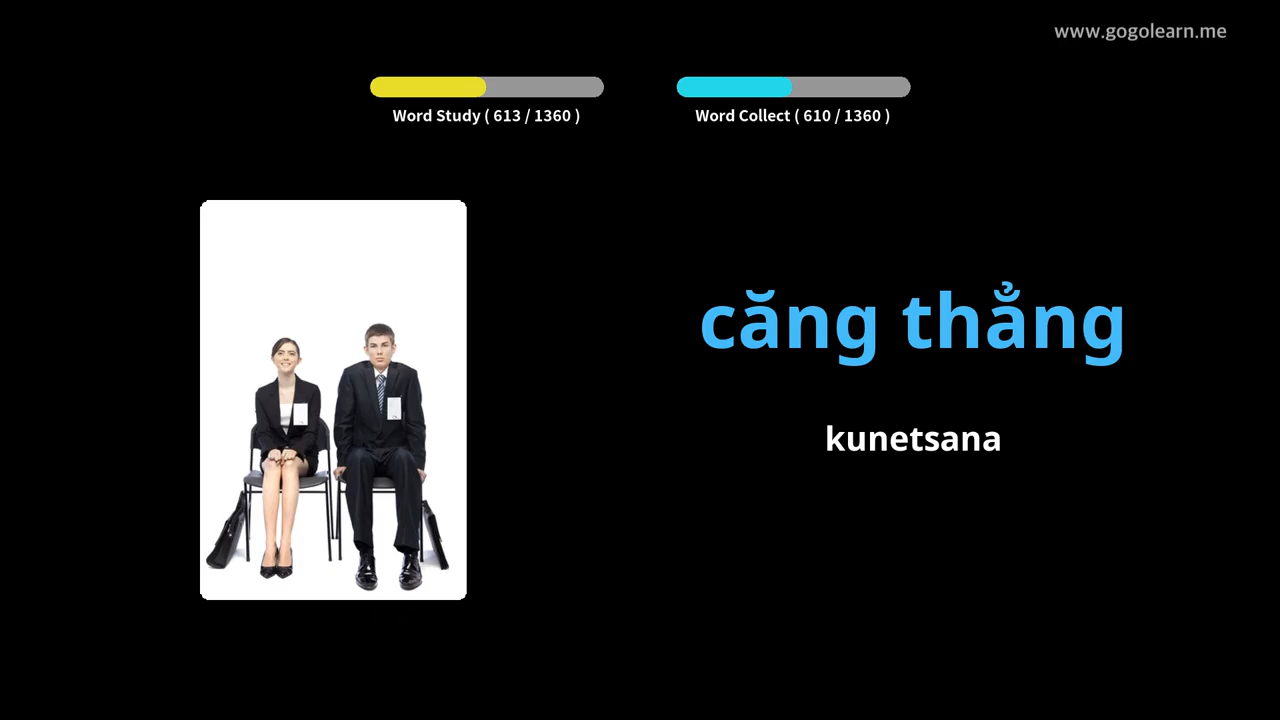 www.gogolearn.me
Word Study ( 613 / 1360 )
Word Collect ( 610 / 1360 )
căng thẳng
kunetsana